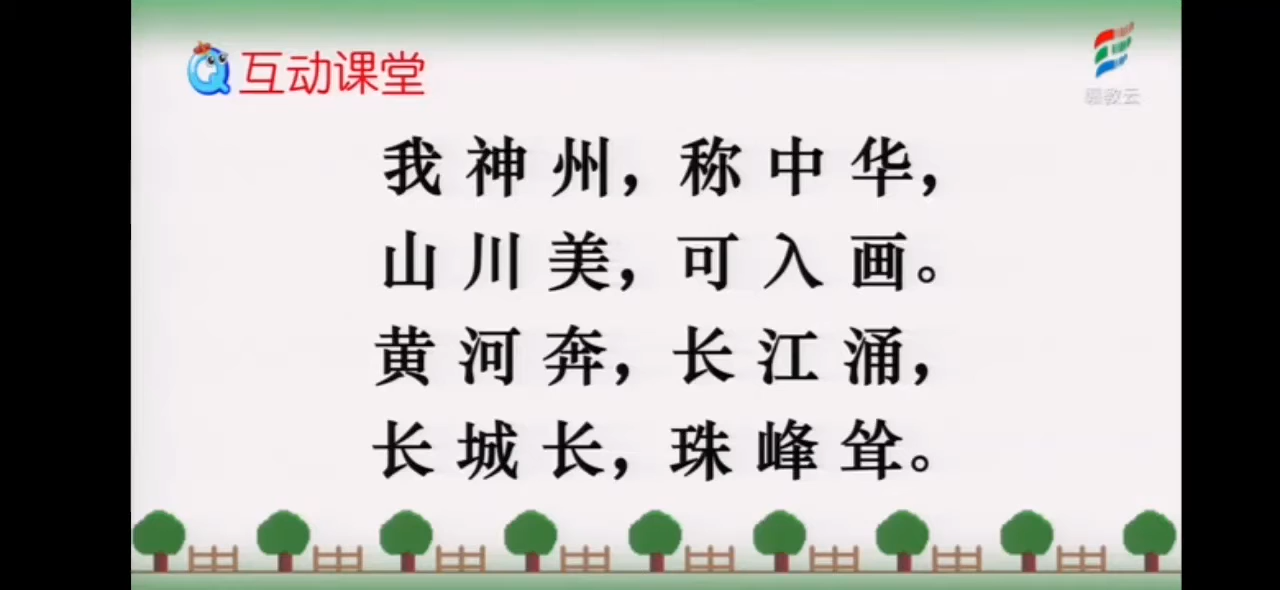 互动课堂
我神州，称中华，
山川美，可入画。
黄河奔，长江涌，
长城长，珠峰耸。